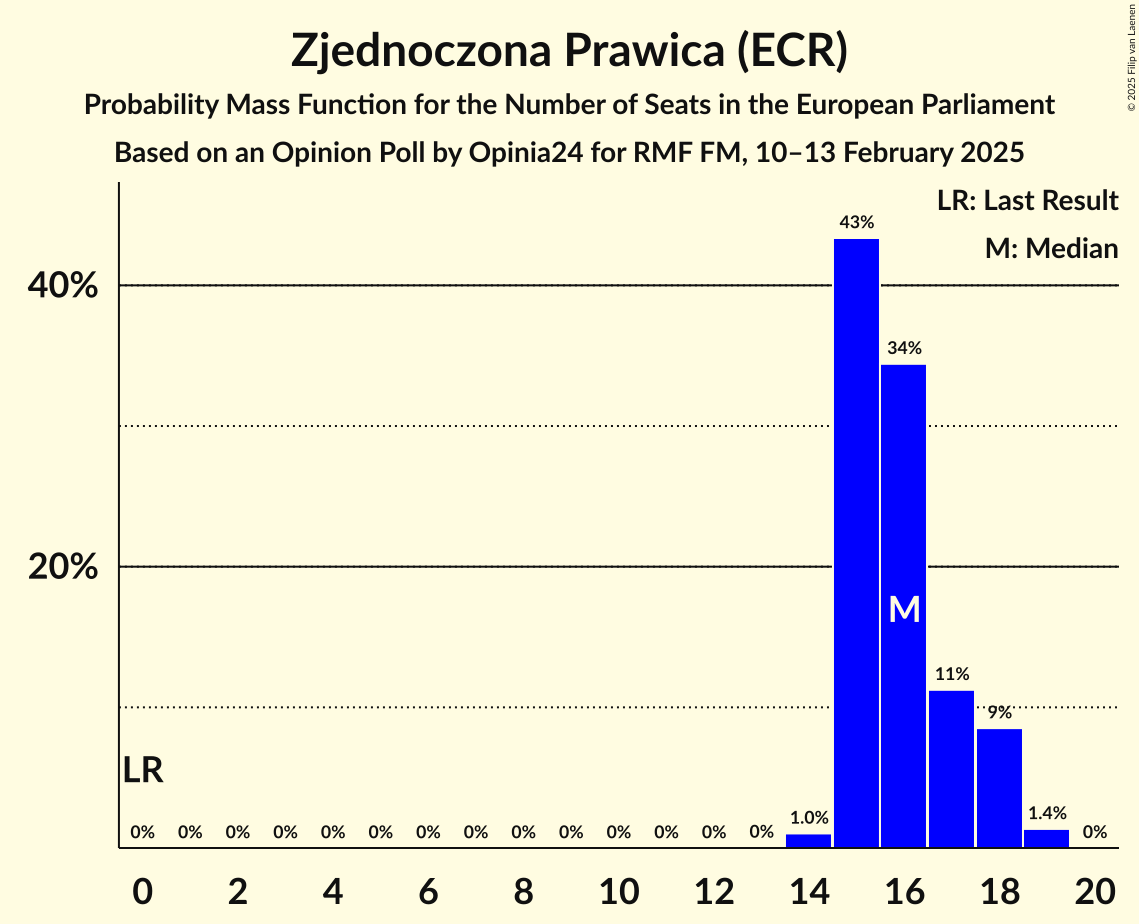 Zjednoczona Prawica (ECR)
Probability Mass Function for the Number of Seats in the European Parliament
Based on an Opinion Poll by Opinia24 for RMF FM, 10–13 February 2025
© 2025 Filip van Laenen
LR: Last Result
M: Median
43%
40%
34%
20%
M
11%
9%
LR
0% 0% 0% 0% 0% 0% 0% 0% 0% 0% 0% 0% 0% 0% 1.0% 1.4% 0%
0 2 4 6 8 10 12 14 16 18 20